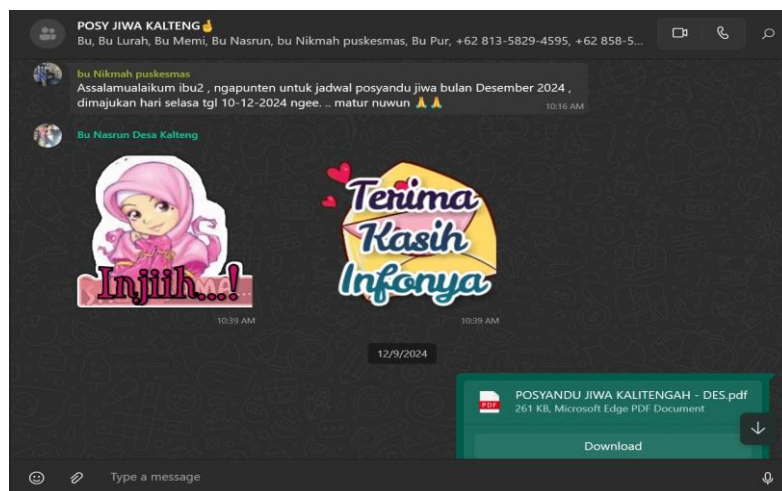 POSY JIWA KALTENG
Bu, Bu Lurah, Bu Memi, Bu Nasrun, bu Nikmah puskesmas, Bu Pur, +62 813-5829-4595, +62 858-5...
bu Nikmah puskesmas
Assalamualaikum ibu2 , ngapunten untuk jadwal posyandu jiwa bulan Desember 2024 ,
dimajukan hari selasa tgl 10-12-2024 ngee. .. matur nuwun 🙏🙏
10:16 AM
Bu Nasrun Desa Kalteng
Injiih...!
Terima
Kasih
Infonya
10:39 AM
10:39 AM
12/9/2024
POSYANDU JIWA KALITENGAH - DES.pdf
PDF
261 KB, Microsoft Edge PDF Document
Download
Type a message